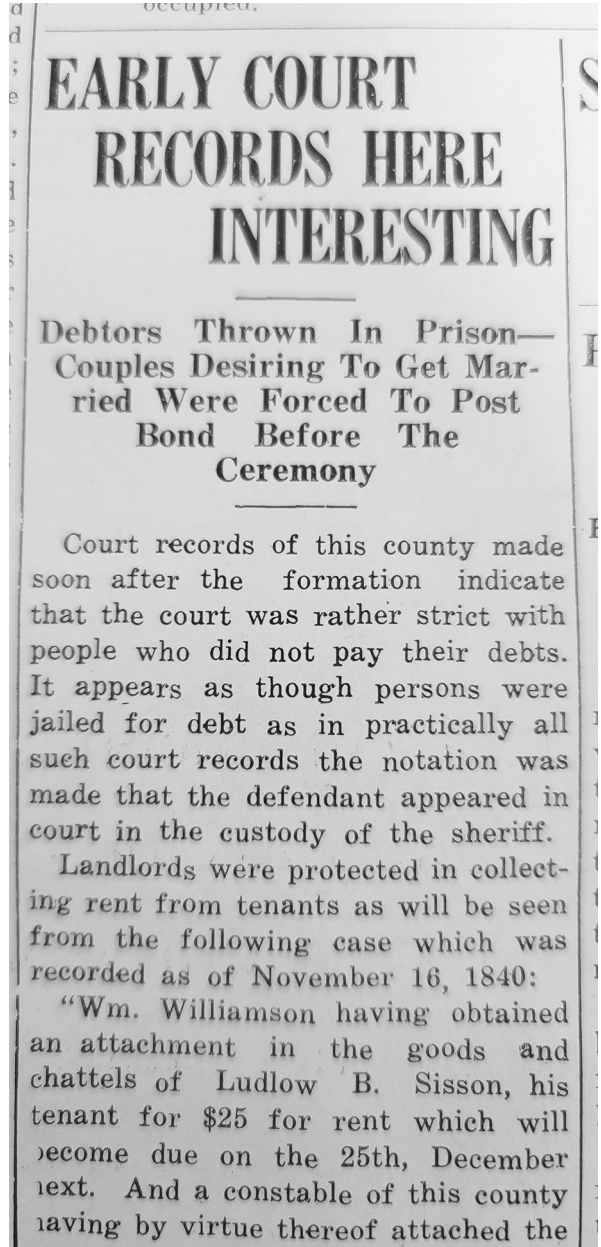 occupied.
EARLY COURT
RECORDS HERE
INTERESTING
Debtors Thrown In Prison—
Couples Desiring To Get Mar-
ried Were Forced To Post
Bond Before The
Ceremony
Court records of this county made
soon after the formation indicate
that the court was rather strict with
people who did not pay their debts.
It appears as though persons were
jailed for debt as in practically all
such court records the notation was
made that the defendant appeared in
court in the custody of the sheriff.
Landlords were protected in collect-
ing rent from tenants as will be seen
from the following case which was
recorded as of November 16, 1840:
"Wm. Williamson having obtained
an attachment in the goods and
chattels of Ludlow B. Sisson, his
tenant for $25 for rent which will
become due on the 25th, December
next. And a constable of this county
having by virtue thereof attached the